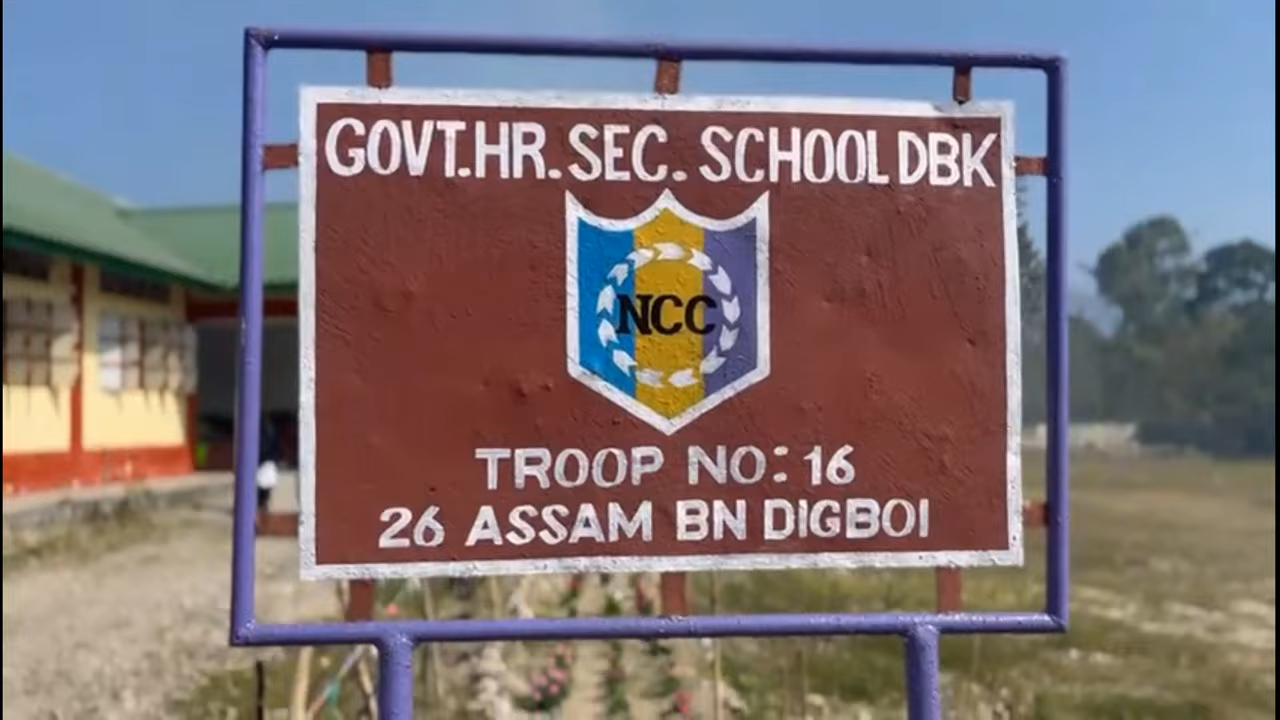 GOVT.HR.SEC. SCHOOL DBK
NCC
TROOP NO: 16
26 ASSAM BN DIGBOI